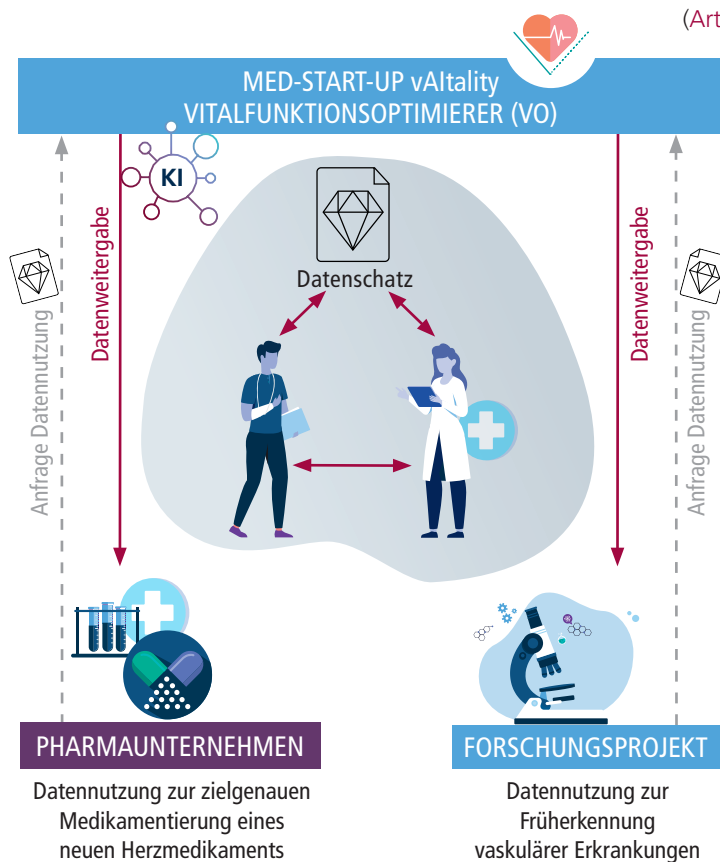 (Art
MED-START-UP vAItality
VITALFUNKTIONSOPTIMIERER (VO)
KI
Datenschatz
Anfrage Datennutzung
Datenweitergabe
Datenweitergabe
Anfrage Datennutzung
PHARMAUNTERNEHMEN
Datennutzung zur zielgenauen
Medikamentierung eines
neuen Herzmedikaments
FORSCHUNGSPROJEKT
Datennutzung zur
Früherkennung
vaskulärer Erkrankungen